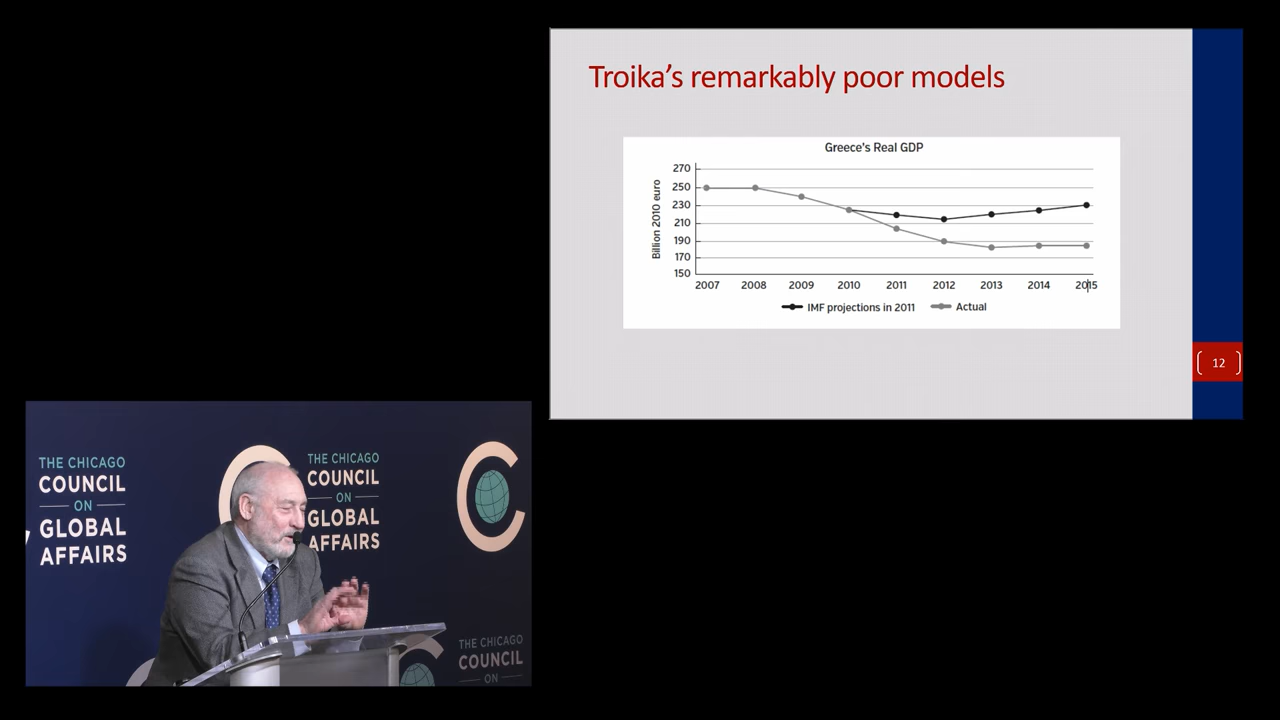 Troika's remarkably poor models
Greece's Real GDP
Billion 2010 euro
270
250
230
210
190
170
150
2007 2008 2009 2010 2011 2012 2013 2014 2015
IMF projections in 2011 Actual
12
THE CHICAGO
COUNCIL
ON
GLOBAL
AFFAIRS
THE CHICAGO
COUNCIL
ON
GLOBAL
AFFAIRS
THE CHICAGO
COUNCIL
ON